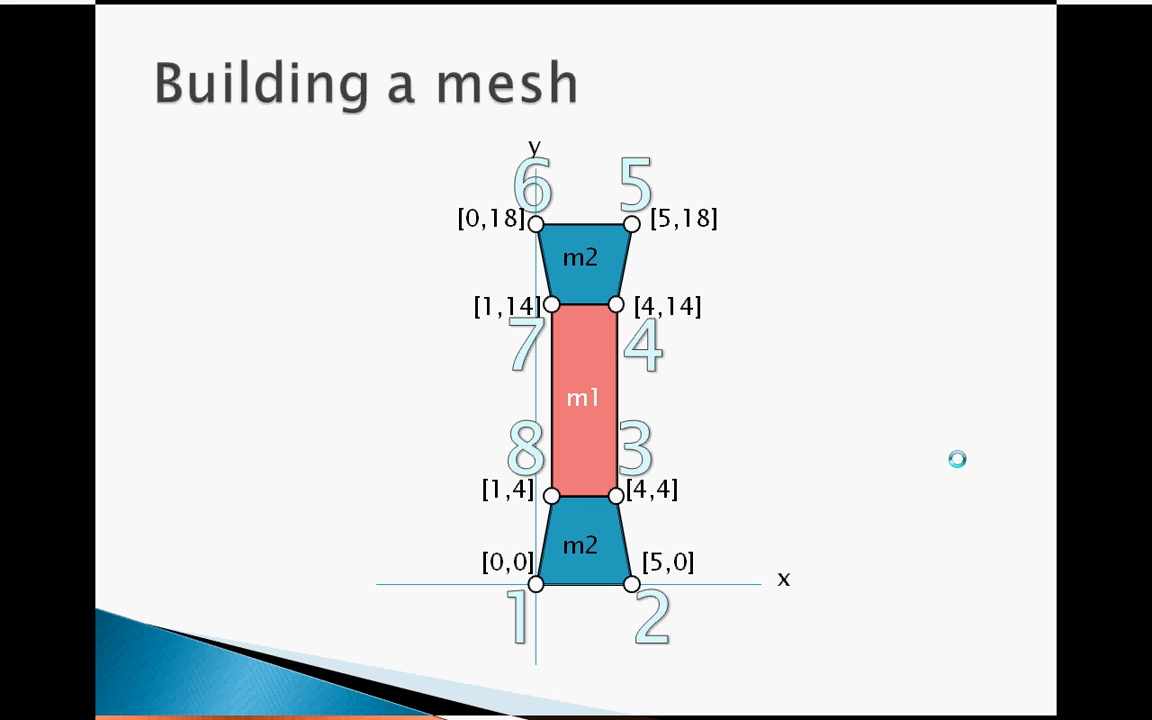 Building a mesh
y
6 5
[0,18] [5,18]
m2
[1,14] [4,14]
7 4
m1
8 3
[1,4] [4,4]
m2
[0,0] [5,0]
x
1 2